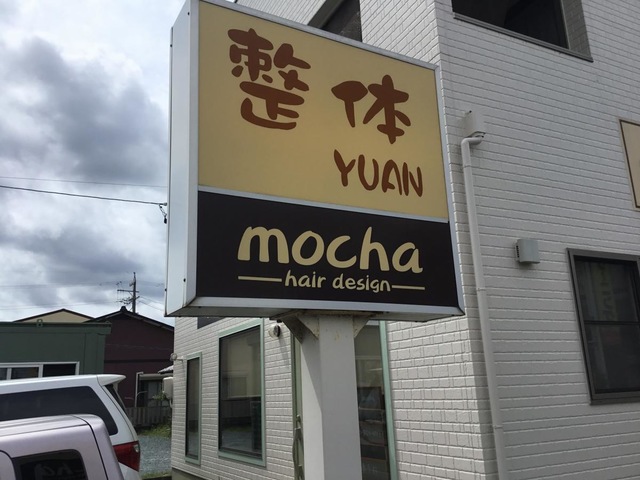 整体
YUAN
mocha
hair design